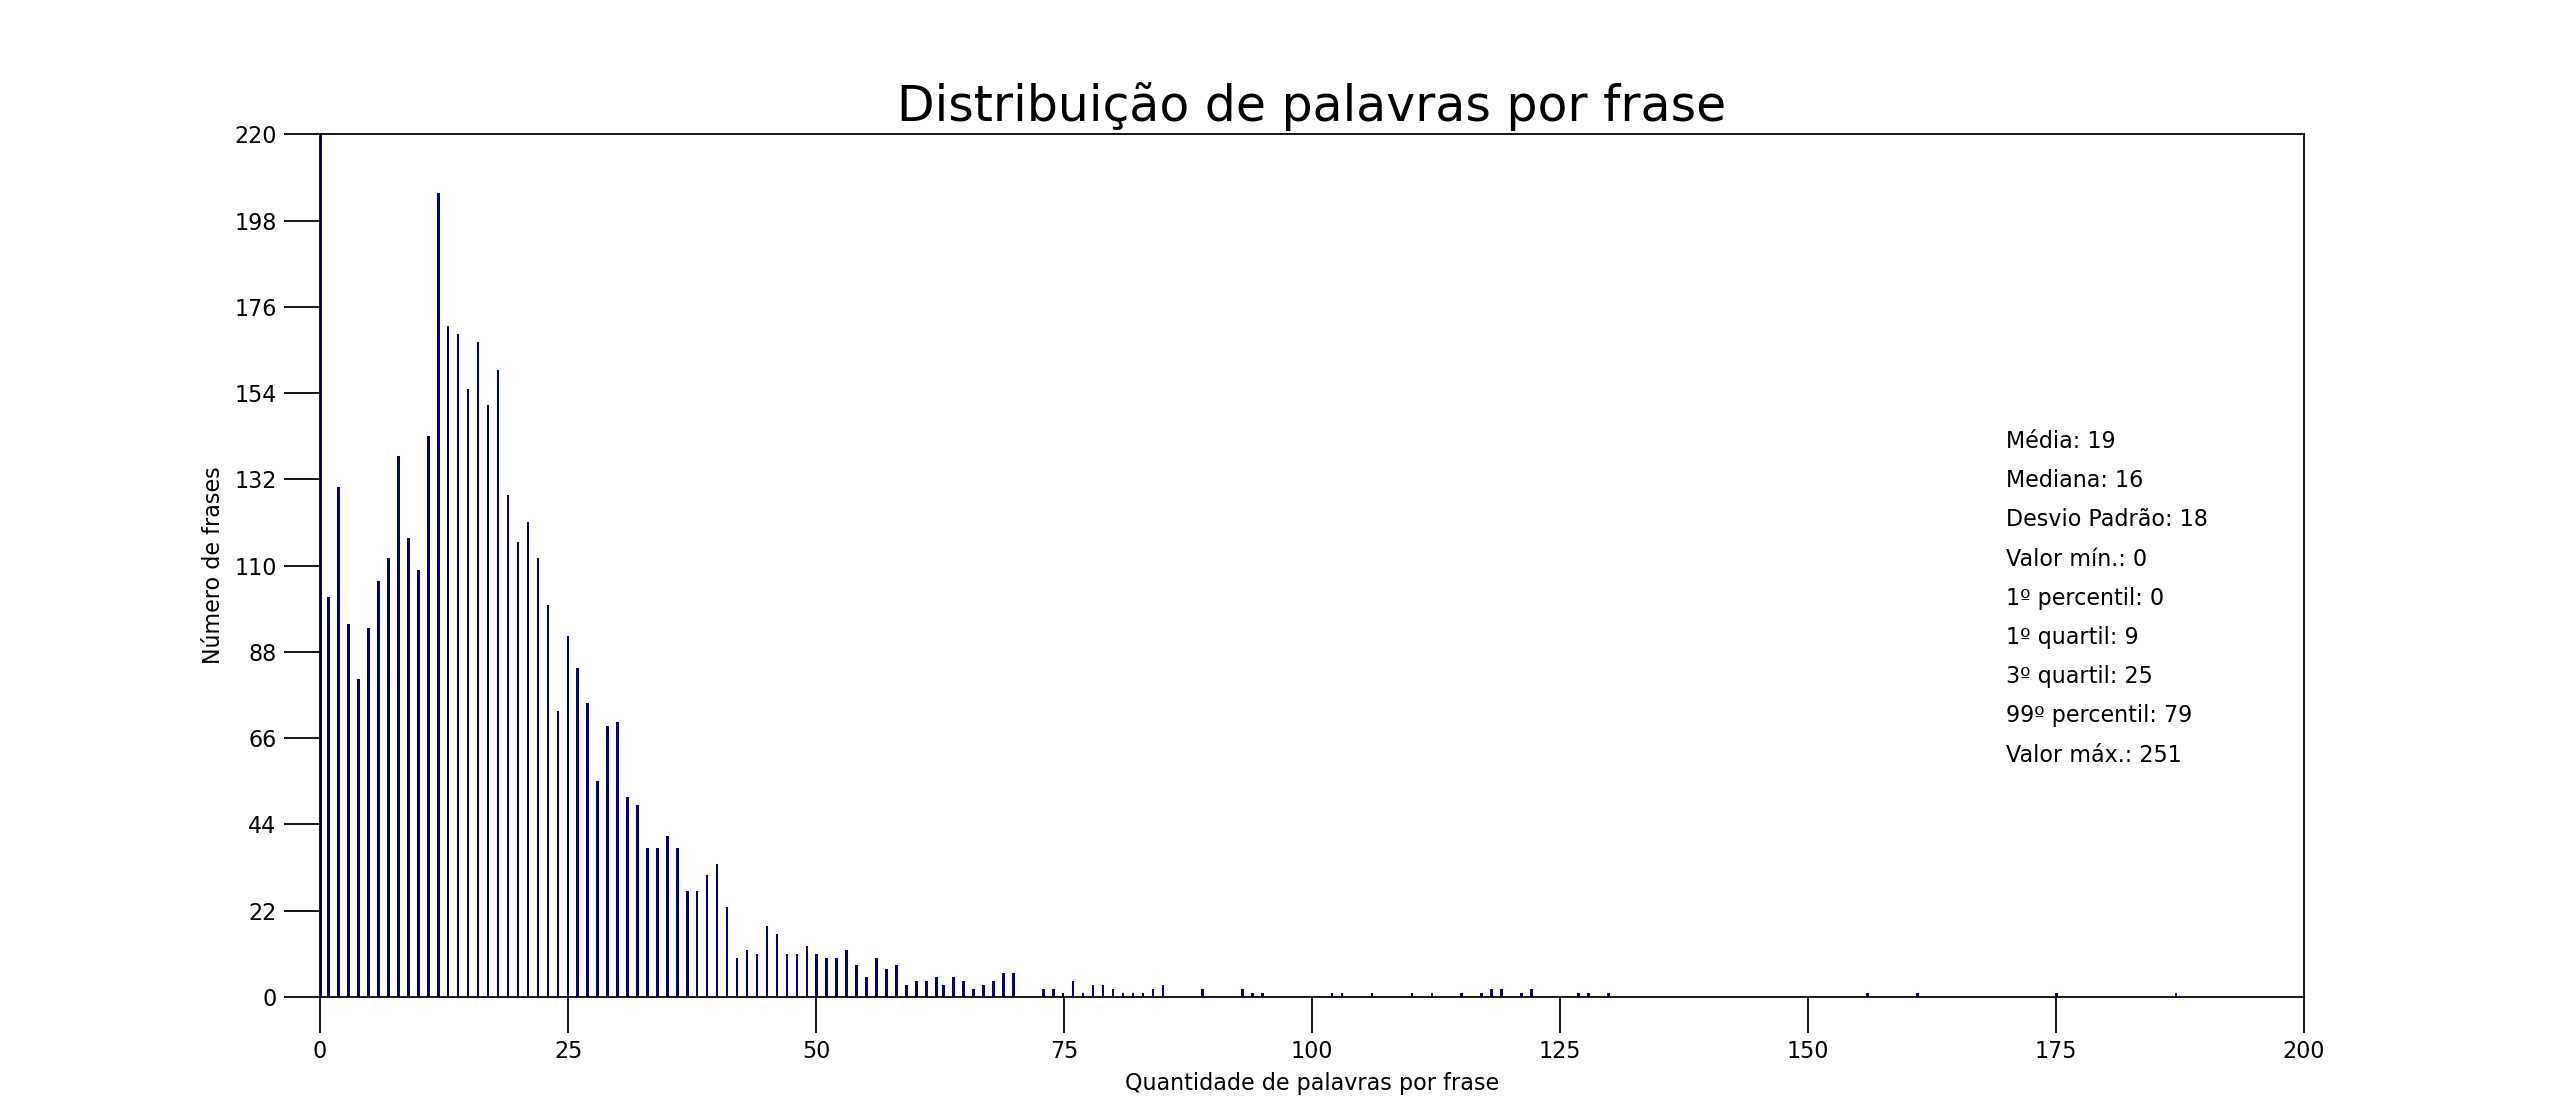 Distribuição de palavras por frase
220
198
176
154
132
110
88
66
44
22
0
Número de frases
Média: 19
Mediana: 16
Desvio Padrão: 18
Valor mín.: 0
1º percentil: 0
1º quartil: 9
3º quartil: 25
99º percentil: 79
Valor máx.: 251
0 25 50 75 100 125 150 175 200
Quantidade de palavras por frase